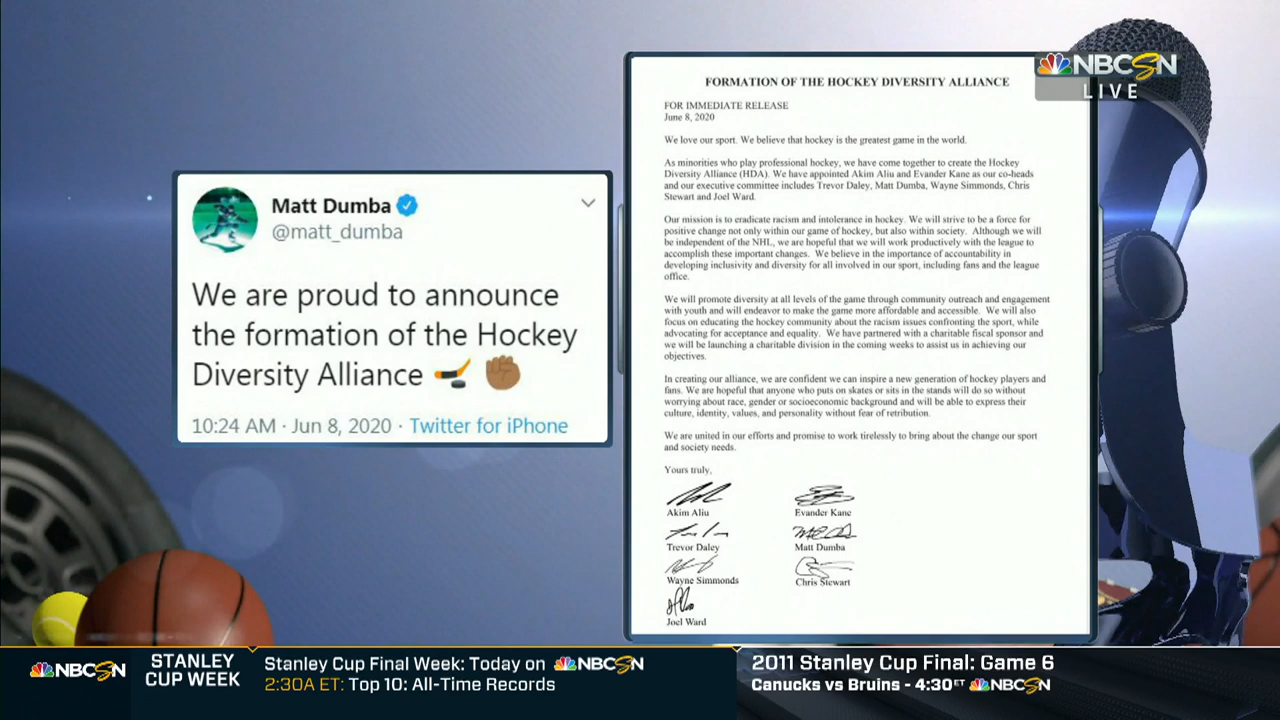 NBCSN
LIVE
Matt Dumba
@matt_dumba
We are proud to announce
the formation of the Hockey
Diversity Alliance
10:24 AM · Jun 8, 2020 · Twitter for iPhone
FORMATION OF THE HOCKEY DIVERSITY ALLIANCE
FOR IMMEDIATE RELEASE
June 8, 2020
We love our sport. We believe that hockey is the greatest game in the world.
As minorities who play professional hockey, we have come together to create the Hockey
Diversity Alliance (HDA). We have appointed Akim Aliu and Evander Kane as our co-heads
and our executive committee includes Trevor Daley, Matt Dumba, Wayne Simmonds, Chris
Stewart and Joel Ward.
Our mission is to eradicate racism and intolerance in hockey. We will strive to be a force for
positive change not only within our game of hockey, but also within society. Although we will
be independent of the NHL, we are hopeful that we will work productively with the league to
accomplish these important changes. We believe in the importance of accountability in
developing inclusivity and diversity for all involved in our sport, including fans and the league
office.
We will promote diversity at all levels of the game through community outreach and engagement
with youth and will endeavor to make the game more affordable and accessible. We will also
focus on educating the hockey community about the racism issues confronting the sport, while
advocating for acceptance and equality. We have partnered with a charitable fiscal sponsor and
we will be launching a charitable division in the coming weeks to assist us in achieving our
objectives.
In creating our alliance, we are confident we can inspire a new generation of hockey players and
fans. We are hopeful that anyone who puts on skates or sits in the stands will do so without
worrying about race, gender or socioeconomic background and will be able to express their
culture, identity, values, and personality without fear of retribution.
We are united in our efforts and promise to work tirelessly to bring about the change our sport
and society needs.
Yours truly,
Akim Aliu
Evander Kane
Trevor Daley
Matt Dumba
Wayne Simmonds
Chris Stewart
Joel Ward
NBCSN
STANLEY
CUP WEEK
Stanley Cup Final Week: Today on NBCSN
2:30A ET: Top 10: All-Time Records
2011 Stanley Cup Final: Game 6
Canucks vs Bruins - 4:30 ET NBCSN